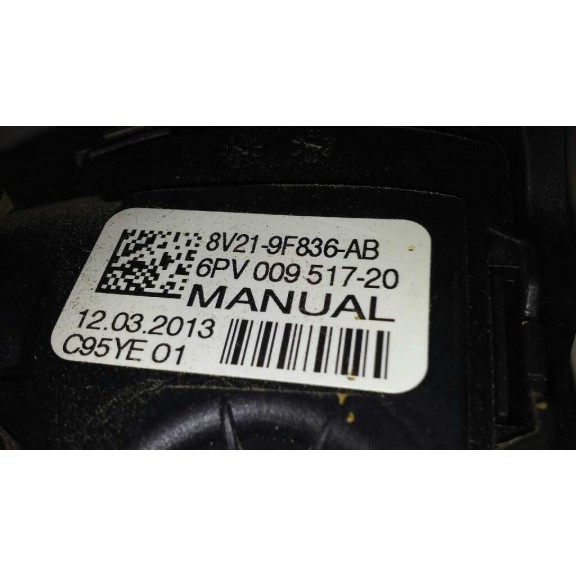 8V21-9F836-AB
6PV 009 517-20
MANUAL
12.03.2013
C95YE 01